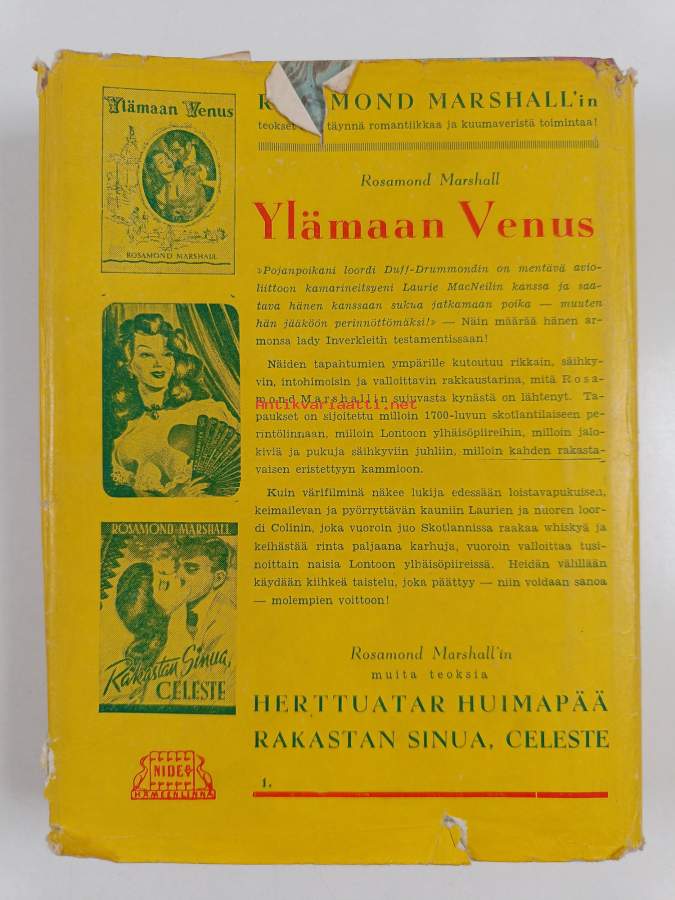 Ylämaan Venus
ROSAMOND MARSHALL
ROSAMOND MARSHALL
Rakastan Sinua,
CELESTE
NIDE
HÄMEENLINNA
MOND MARSHALL'in
teokset täynnä romantiikkaa ja kuumaveristä toimintaa!
Rosamond Marshall
Ylämaan Venus
»Pojanpoikani loordi Duff-Drummondin on mentävä avio-
liittoon kamarineitsyeni Laurie MacNeilin kanssa ja saa-
tava hänen kanssaan sukua jatkamaan poika — muuten
hän jääköön perinnöttömäksi!» — Näin määrää hänen ar-
monsa lady Inverkleith testamentissaan!
Näiden tapahtumien ympärille kutoutuu rikkain, säihky-
vin, intohimoisin ja valloittavin rakkaustarina, mitä Rosa-
mond Marshallin sujuvasta kynästä on lähtenyt. Ta-
Antikvariaatti.net
paukset on sijoitettu milloin 1700-luvun skotlantilaiseen pe-
rintölinnaan, milloin Lontoon ylhäisöpiireihin, milloin jalo-
kiviä ja pukuja säihkyviin juhliin, milloin kahden rakasta-
vaisen eristettyyn kammioon.
Kuin värifilminä näkee lukija edessään loistavapukuisen,
keimailevan ja pyörryttävän kauniin Laurien ja nuoren loor-
di Colinin, joka vuoroin juo Skotlannissa raakaa whiskyä ja
keihästää rinta paljaana karhuja, vuoroin valloittaa tusi-
noittain naisia Lontoon ylhäisöpiireissä. Heidän välillään
käydään kiihkeä taistelu, joka päättyy — niin voidaan sanoa
— molempien voittoon!
Rosamond Marshall'in
muita teoksia
HERTTUATAR HUIMAPÄÄ
RAKASTAN SINUA, CELESTE
1.